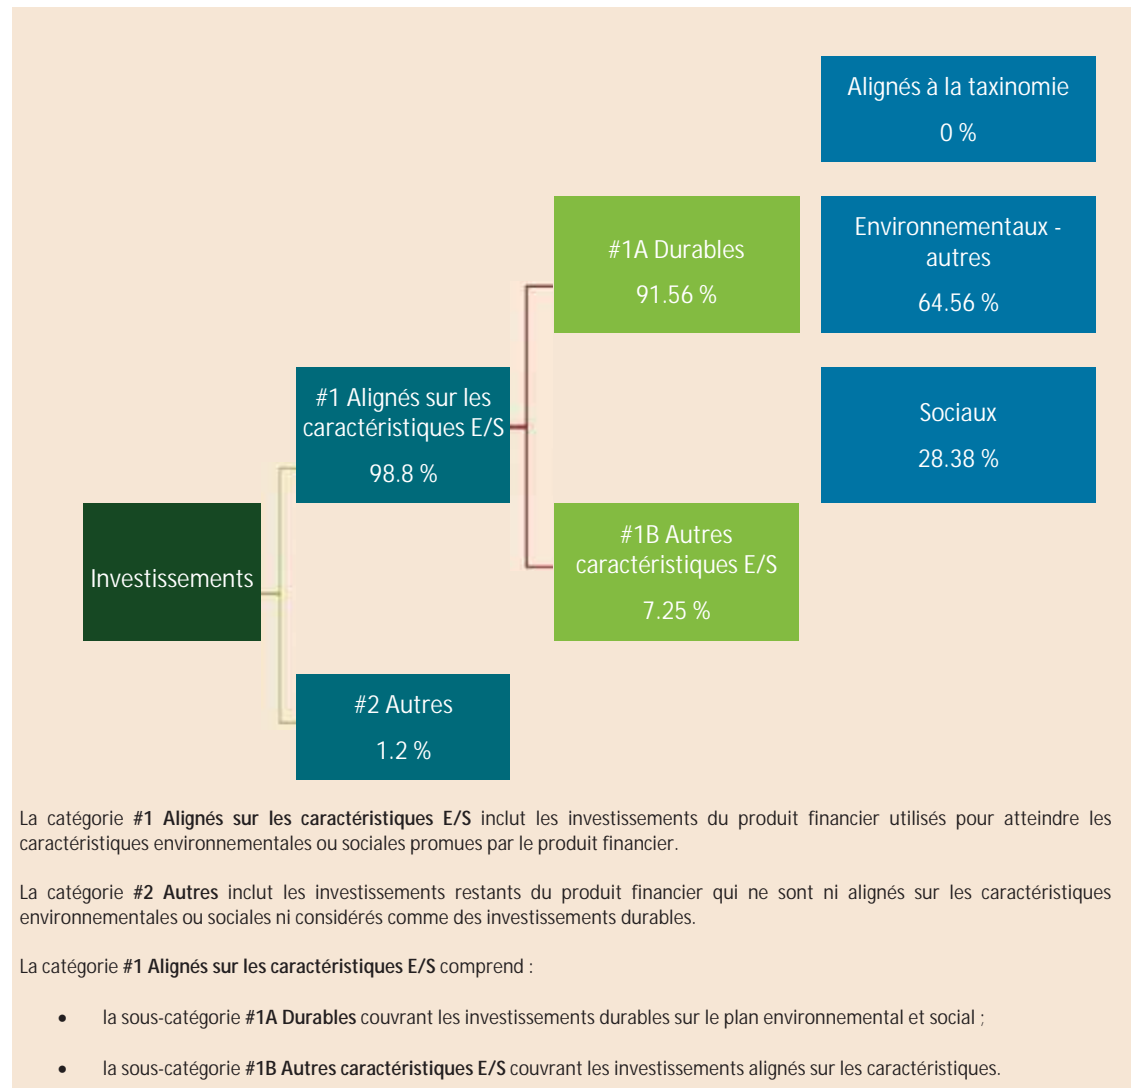 Alignés à la taxinomie
0 %
Environnementaux -
autres
64.56 %
#1A Durables
91.56 %
#1 Alignés sur les
caractéristiques E/S
98.8 %
Sociaux
28.38 %
Investissements
#1B Autres
caractéristiques E/S
7.25 %
#2 Autres
1.2 %
La catégorie #1 Alignés sur les caractéristiques E/S inclut les investissements du produit financier utilisés pour atteindre les
caractéristiques environnementales ou sociales promues par le produit financier.
La catégorie #2 Autres inclut les investissements restants du produit financier qui ne sont ni alignés sur les caractéristiques
environnementales ou sociales ni considérés comme des investissements durables.
La catégorie #1 Alignés sur les caractéristiques E/S comprend :
• la sous-catégorie #1A Durables couvrant les investissements durables sur le plan environnemental et social ;
• la sous-catégorie #1B Autres caractéristiques E/S couvrant les investissements alignés sur les caractéristiques.